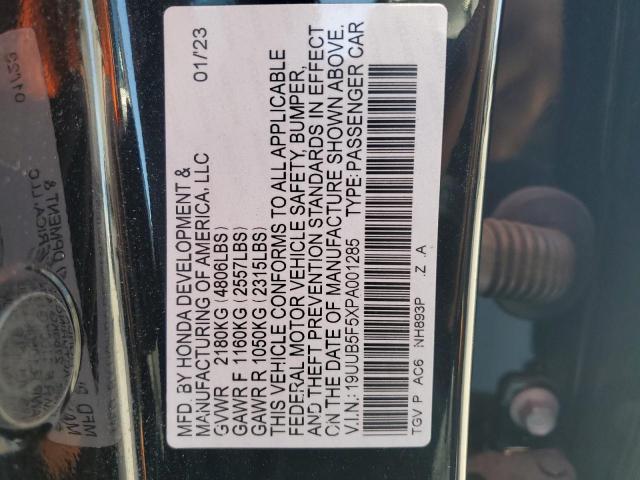 MFD. BY HONDA DEVELOPMENT &
MANUFACTURING OF AMERICA, LLC 01/'23
GVWR 2180KG (4806LBS)
GAWR F 1160KG (2557LBS)
GAWR R 1050KG (2315LBS)
THIS VEHICLE CONFORMS TO ALL APPLICABLE
FEDERAL MOTOR VEHICLE SAFETY, BUMPER,
AND THEFT PREVENTION STANDARDS IN EFFECT
ON THE DATE OF MANUFACTURE SHOWN ABOVE.
V.I.N.: 19UUB5F5XPA001285 TYPE: PASSENGER CAR
TGV P AC6 NH893P .Z .A